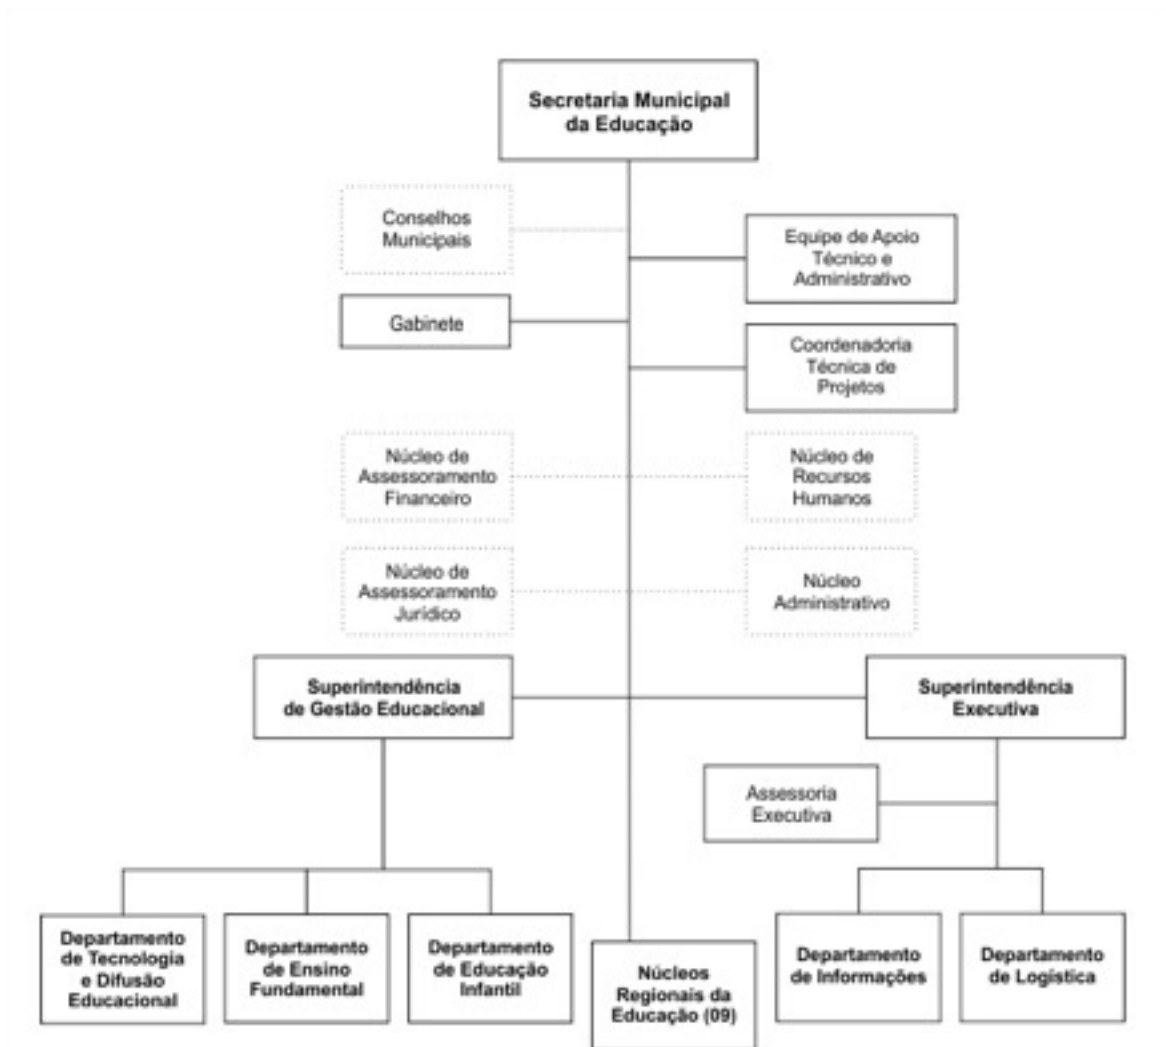 Secretaria Municipal
da Educação
Conselhos
Municipais
Equipe de Apoio
Técnico e
Administrativo
Gabinete
Coordenadoria
Técnica de
Projetos
Núcleo de
Assessoramento
Financeiro
Núcleo de
Recursos
Humanos
Núcleo de
Assessoramento
Jurídico
Núcleo
Administrativo
Superintendência
de Gestão Educacional
Superintendência
Executiva
Assessoria
Executiva
Departamento
de Tecnologia
e Difusão
Educacional
Departamento
de Ensino
Fundamental
Departamento
de Educação
Infantil
Núcleos
Regionais da
Educação (09)
Departamento
de Informações
Departamento
de Logística